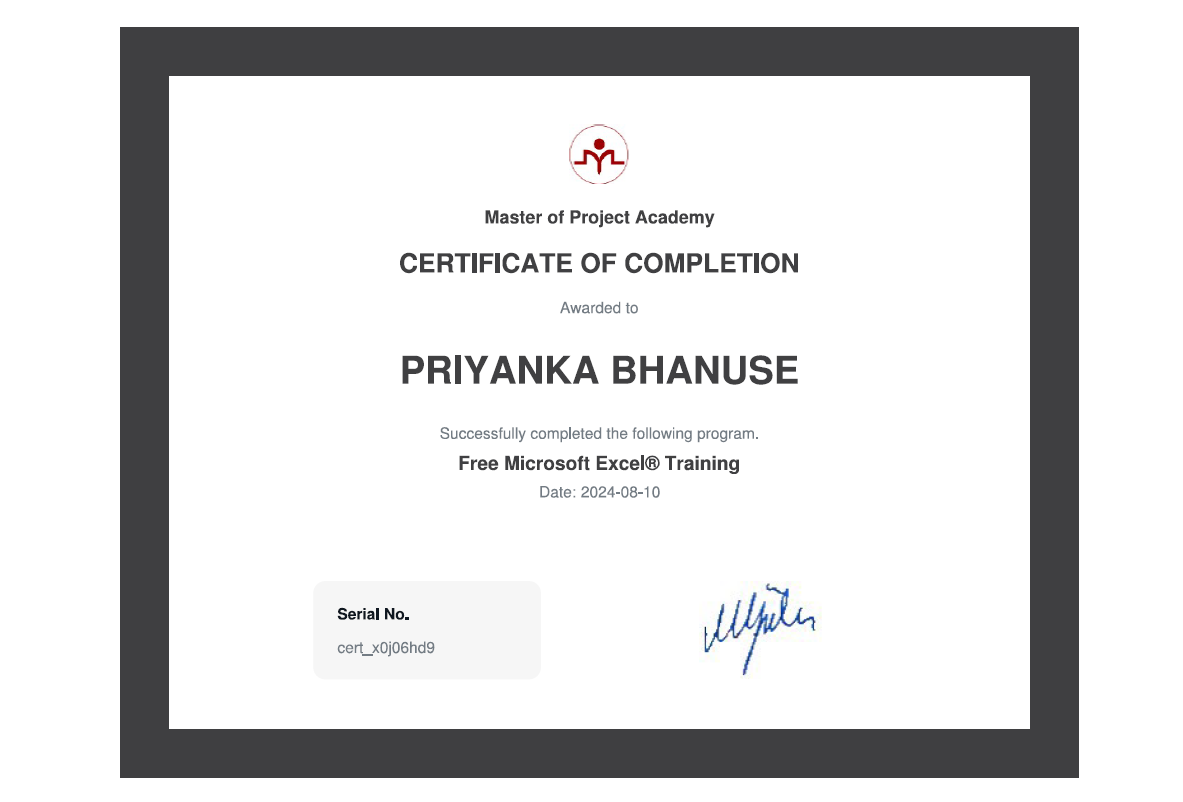 Master of Project Academy
CERTIFICATE OF COMPLETION
Awarded to
PRIYANKA BHANUSE
Successfully completed the following program.
Free Microsoft Excel® Training
Date: 2024-08-10
Serial No.
cert_x0j06hd9